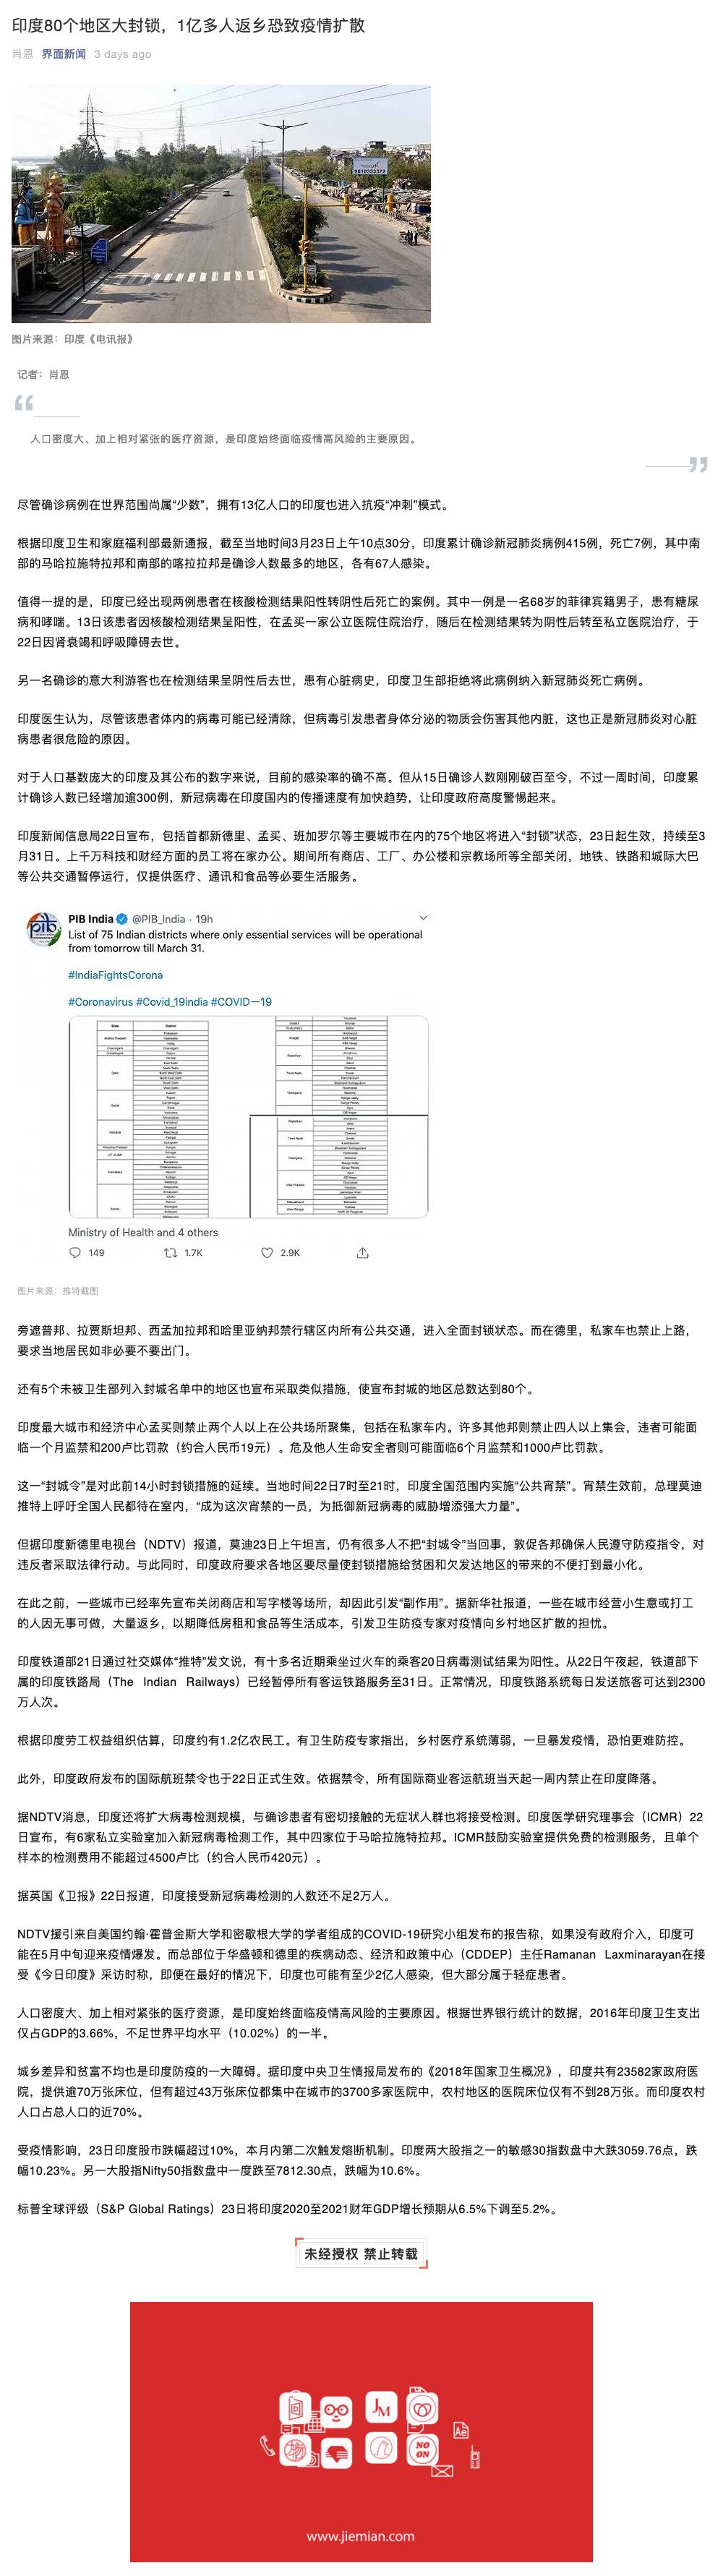 印度80个地区大封锁，1亿多人返乡恐致疫情扩散
肖恩 界面新闻 3 days ago
9818333372
图片来源：印度《电讯报》
记者：肖恩
“
人口密度大、加上相对紧张的医疗资源，是印度始终面临疫情高风险的主要原因。
”
尽管确诊病例在世界范围尚属“少数”，拥有13亿人口的印度也进入抗疫“冲刺”模式。
根据印度卫生和家庭福利部最新通报，截至当地时间3月23日上午10点30分，印度累计确诊新冠肺炎病例415例，死亡7例，其中南
部的马哈拉施特拉邦和南部的喀拉拉邦是确诊人数最多的地区，各有67人感染。
值得一提的是，印度已经出现两例患者在核酸检测结果阳性转阴性后死亡的案例。其中一例是一名68岁的菲律宾籍男子，患有糖尿
病和哮喘。13日该患者因核酸检测结果呈阳性，在孟买一家公立医院住院治疗，随后在检测结果转为阴性后转至私立医院治疗，于
22日因肾衰竭和呼吸障碍去世。
另一名确诊的意大利游客也在检测结果呈阴性后去世，患有心脏病史，印度卫生部拒绝将此病例纳入新冠肺炎死亡病例。
印度医生认为，尽管该患者体内的病毒可能已经清除，但病毒引发患者身体分泌的物质会伤害其他内脏，这也正是新冠肺炎对心脏
病患者很危险的原因。
对于人口基数庞大的印度及其公布的数字来说，目前的感染率的确不高。但从15日确诊人数刚刚破百至今，不过一周时间，印度累
计确诊人数已经增加逾300例，新冠病毒在印度国内的传播速度有加快趋势，让印度政府高度警惕起来。
印度新闻信息局22日宣布，包括首都新德里、孟买、班加罗尔等主要城市在内的75个地区将进入“封锁”状态，23日起生效，持续至3
月31日。上千万科技和财经方面的员工将在家办公。期间所有商店、工厂、办公楼和宗教场所等全部关闭，地铁、铁路和城际大巴
等公共交通暂停运行，仅提供医疗、通讯和食品等必要生活服务。
pib
PIB India @PIB_India · 19h
List of 75 Indian districts where only essential services will be operational
from tomorrow till March 31.
#IndiaFightsCorona
#Coronavirus #Covid_19india #COVID—19
Ministry of Health and 4 others
149 1.7K 2.9K
图片来源：推特截图
旁遮普邦、拉贾斯坦邦、西孟加拉邦和哈里亚纳邦禁行辖区内所有公共交通，进入全面封锁状态。而在德里，私家车也禁止上路，
要求当地居民如非必要不要出门。
还有5个未被卫生部列入封城名单中的地区也宣布采取类似措施，使宣布封城的地区总数达到80个。
印度最大城市和经济中心孟买则禁止两个人以上在公共场所聚集，包括在私家车内。许多其他邦则禁止四人以上集会，违者可能面
临一个月监禁和200卢比罚款（约合人民币19元）。危及他人生命安全者则可能面临6个月监禁和1000卢比罚款。
这一“封城令”是对此前14小时封锁措施的延续。当地时间22日7时至21时，印度全国范围内实施“公共宵禁”。宵禁生效前，总理莫迪
推特上呼吁全国人民都待在室内，“成为这次宵禁的一员，为抵御新冠病毒的威胁增添强大力量”。
但据印度新德里电视台（NDTV）报道，莫迪23日上午坦言，仍有很多人不把“封城令”当回事，敦促各邦确保人民遵守防疫指令，对
违反者采取法律行动。与此同时，印度政府要求各地区要尽量使封锁措施给贫困和欠发达地区的带来的不便打到最小化。
在此之前，一些城市已经率先宣布关闭商店和写字楼等场所，却因此引发“副作用”。据新华社报道，一些在城市经营小生意或打工
的人因无事可做，大量返乡，以期降低房租和食品等生活成本，引发卫生防疫专家对疫情向乡村地区扩散的担忧。
印度铁道部21日通过社交媒体“推特”发文说，有十多名近期乘坐过火车的乘客20日病毒测试结果为阳性。从22日午夜起，铁道部下
属的印度铁路局（The Indian Railways）已经暂停所有客运铁路服务至31日。正常情况，印度铁路系统每日发送旅客可达到2300
万人次。
根据印度劳工权益组织估算，印度约有1.2亿农民工。有卫生防疫专家指出，乡村医疗系统薄弱，一旦暴发疫情，恐怕更难防控。
此外，印度政府发布的国际航班禁令也于22日正式生效。依据禁令，所有国际商业客运航班当天起一周内禁止在印度降落。
据NDTV消息，印度还将扩大病毒检测规模，与确诊患者有密切接触的无症状人群也将接受检测。印度医学研究理事会（ICMR）22
日宣布，有6家私立实验室加入新冠病毒检测工作，其中四家位于马哈拉施特拉邦。ICMR鼓励实验室提供免费的检测服务，且单个
样本的检测费用不能超过4500卢比（约合人民币420元）。
据英国《卫报》22日报道，印度接受新冠病毒检测的人数还不足2万人。
NDTV援引来自美国约翰·霍普金斯大学和密歇根大学的学者组成的COVID-19研究小组发布的报告称，如果没有政府介入，印度可
能在5月中旬迎来疫情爆发。而总部位于华盛顿和德里的疾病动态、经济和政策中心（CDDEP）主任Ramanan Laxminarayan在接
受《今日印度》采访时称，即便在最好的情况下，印度也可能有至少2亿人感染，但大部分属于轻症患者。
人口密度大、加上相对紧张的医疗资源，是印度始终面临疫情高风险的主要原因。根据世界银行统计的数据，2016年印度卫生支出
仅占GDP的3.66%，不足世界平均水平（10.02%）的一半。
城乡差异和贫富不均也是印度防疫的一大障碍。据印度中央卫生情报局发布的《2018年国家卫生概况》，印度共有23582家政府医
院，提供逾70万张床位，但有超过43万张床位都集中在城市的3700多家医院中，农村地区的医院床位仅有不到28万张。而印度农村
人口占总人口的近70%。
受疫情影响，23日印度股市跌幅超过10%，本月内第二次触发熔断机制。印度两大股指之一的敏感30指数盘中大跌3059.76点，跌
幅10.23%。另一大股指Nifty50指数盘中一度跌至7812.30点，跌幅为10.6%。
标普全球评级（S&P Global Ratings）23日将印度2020至2021财年GDP增长预期从6.5%下调至5.2%。
未经授权 禁止转载
JM
Ae
NO
ON
www.jiemian.com